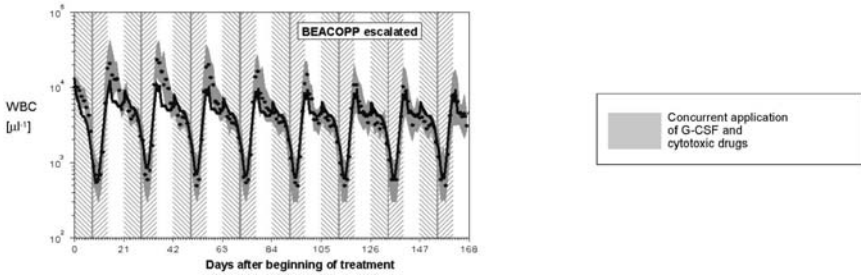 10⁶
BEACOPP escalated
10⁵
WBC
10⁴
[µl⁻¹]
10³
10²
0 21 42 63 84 105 126 147 168
Days after beginning of treatment
Concurrent application
of G-CSF and
cytotoxic drugs